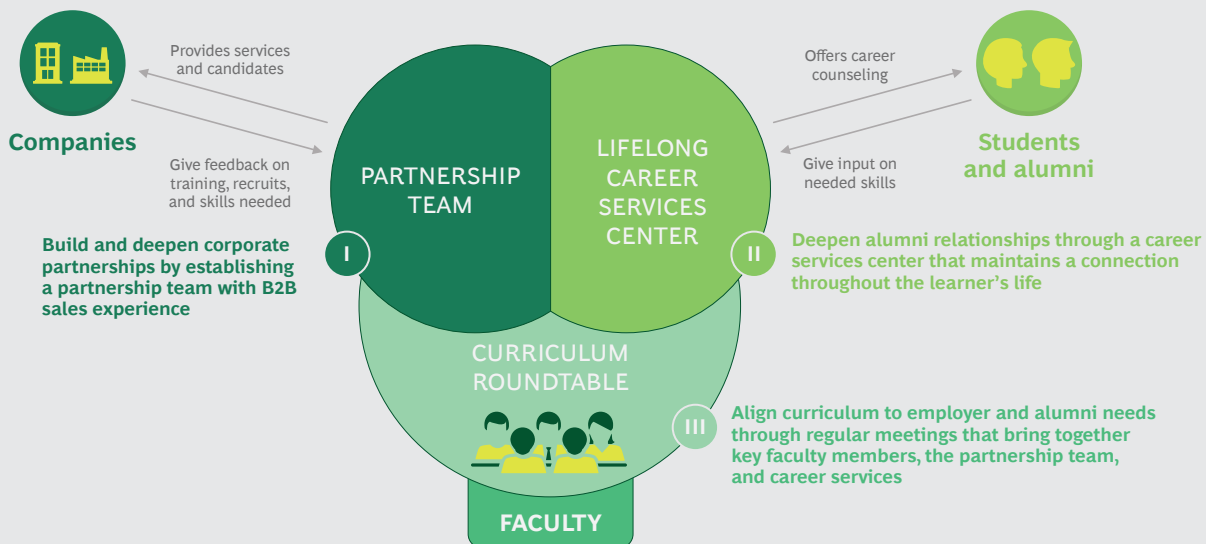 Companies
Provides services
and candidates
Give feedback on
training, recruits,
and skills needed
PARTNERSHIP
TEAM
LIFELONG
CAREER
SERVICES
CENTER
Offers career
counseling
Give input on
needed skills
Students
and alumni
I
Build and deepen corporate
partnerships by establishing
a partnership team with B2B
sales experience
II
Deepen alumni relationships through a career
services center that maintains a connection
throughout the learner’s life
CURRICULUM
ROUNDTABLE
III
Align curriculum to employer and alumni needs
through regular meetings that bring together
key faculty members, the partnership team,
and career services
FACULTY